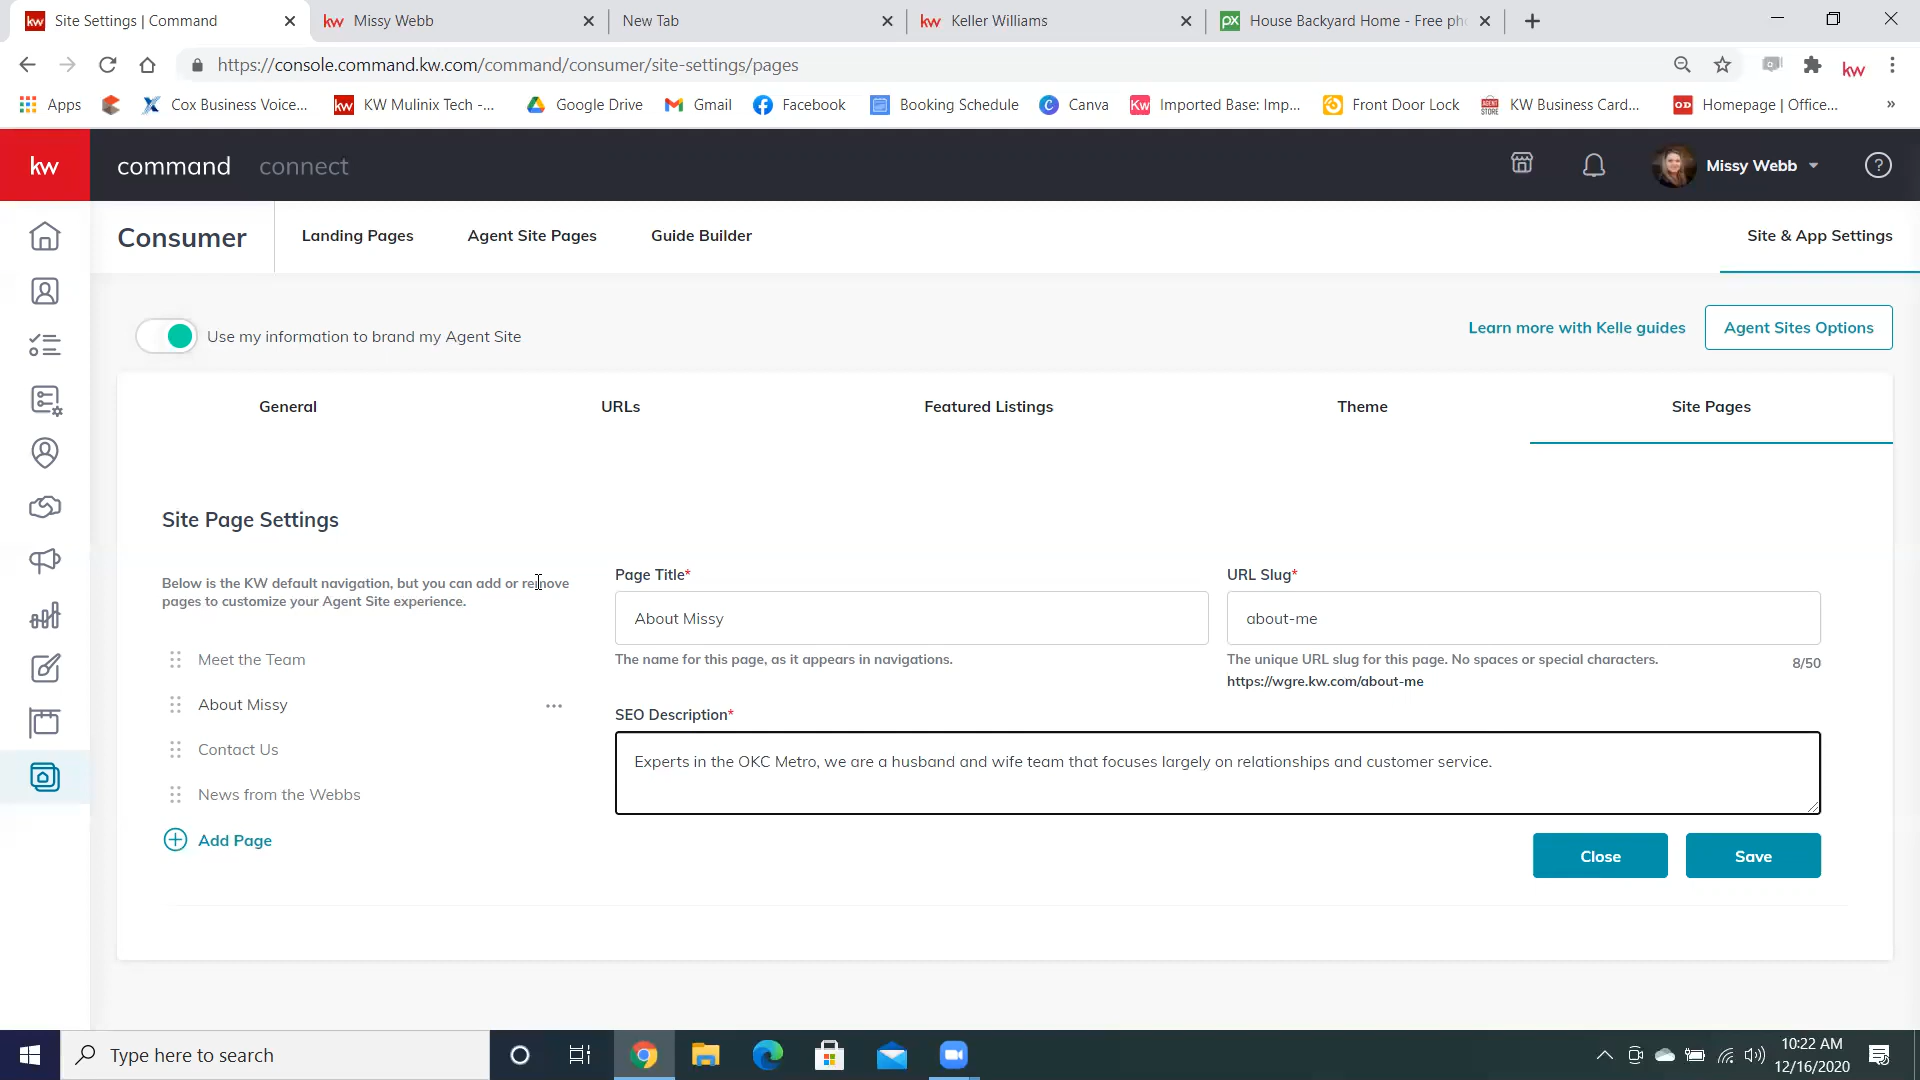 Site Settings | Command
Missy Webb
New Tab
Keller Williams
House Backyard Home - Free pho
https://console.command.kw.com/command/consumer/site-settings/pages
kw
Apps
Cox Business Voice...
kw
KW Mulinix Tech -...
Google Drive
Gmail
Facebook
Booking Schedule
Canva
Kw
Imported Base: Imp...
Front Door Lock
AGENT STORE
KW Business Card...
OD
Homepage | Office...
»
kw
command
connect
Missy Webb
Consumer
Landing Pages
Agent Site Pages
Guide Builder
Site & App Settings
Use my information to brand my Agent Site
Learn more with Kelle guides
Agent Sites Options
General
URLs
Featured Listings
Theme
Site Pages
Site Page Settings
Below is the KW default navigation, but you can add or remove
pages to customize your Agent Site experience.
Meet the Team
About Missy
Contact Us
News from the Webbs
Add Page
Page Title*
About Missy
The name for this page, as it appears in navigations.
URL Slug*
about-me
The unique URL slug for this page. No spaces or special characters.
8/50
https://wgre.kw.com/about-me
SEO Description*
Experts in the OKC Metro, we are a husband and wife team that focuses largely on relationships and customer service.
Close
Save
Type here to search
10:22 AM
12/16/2020